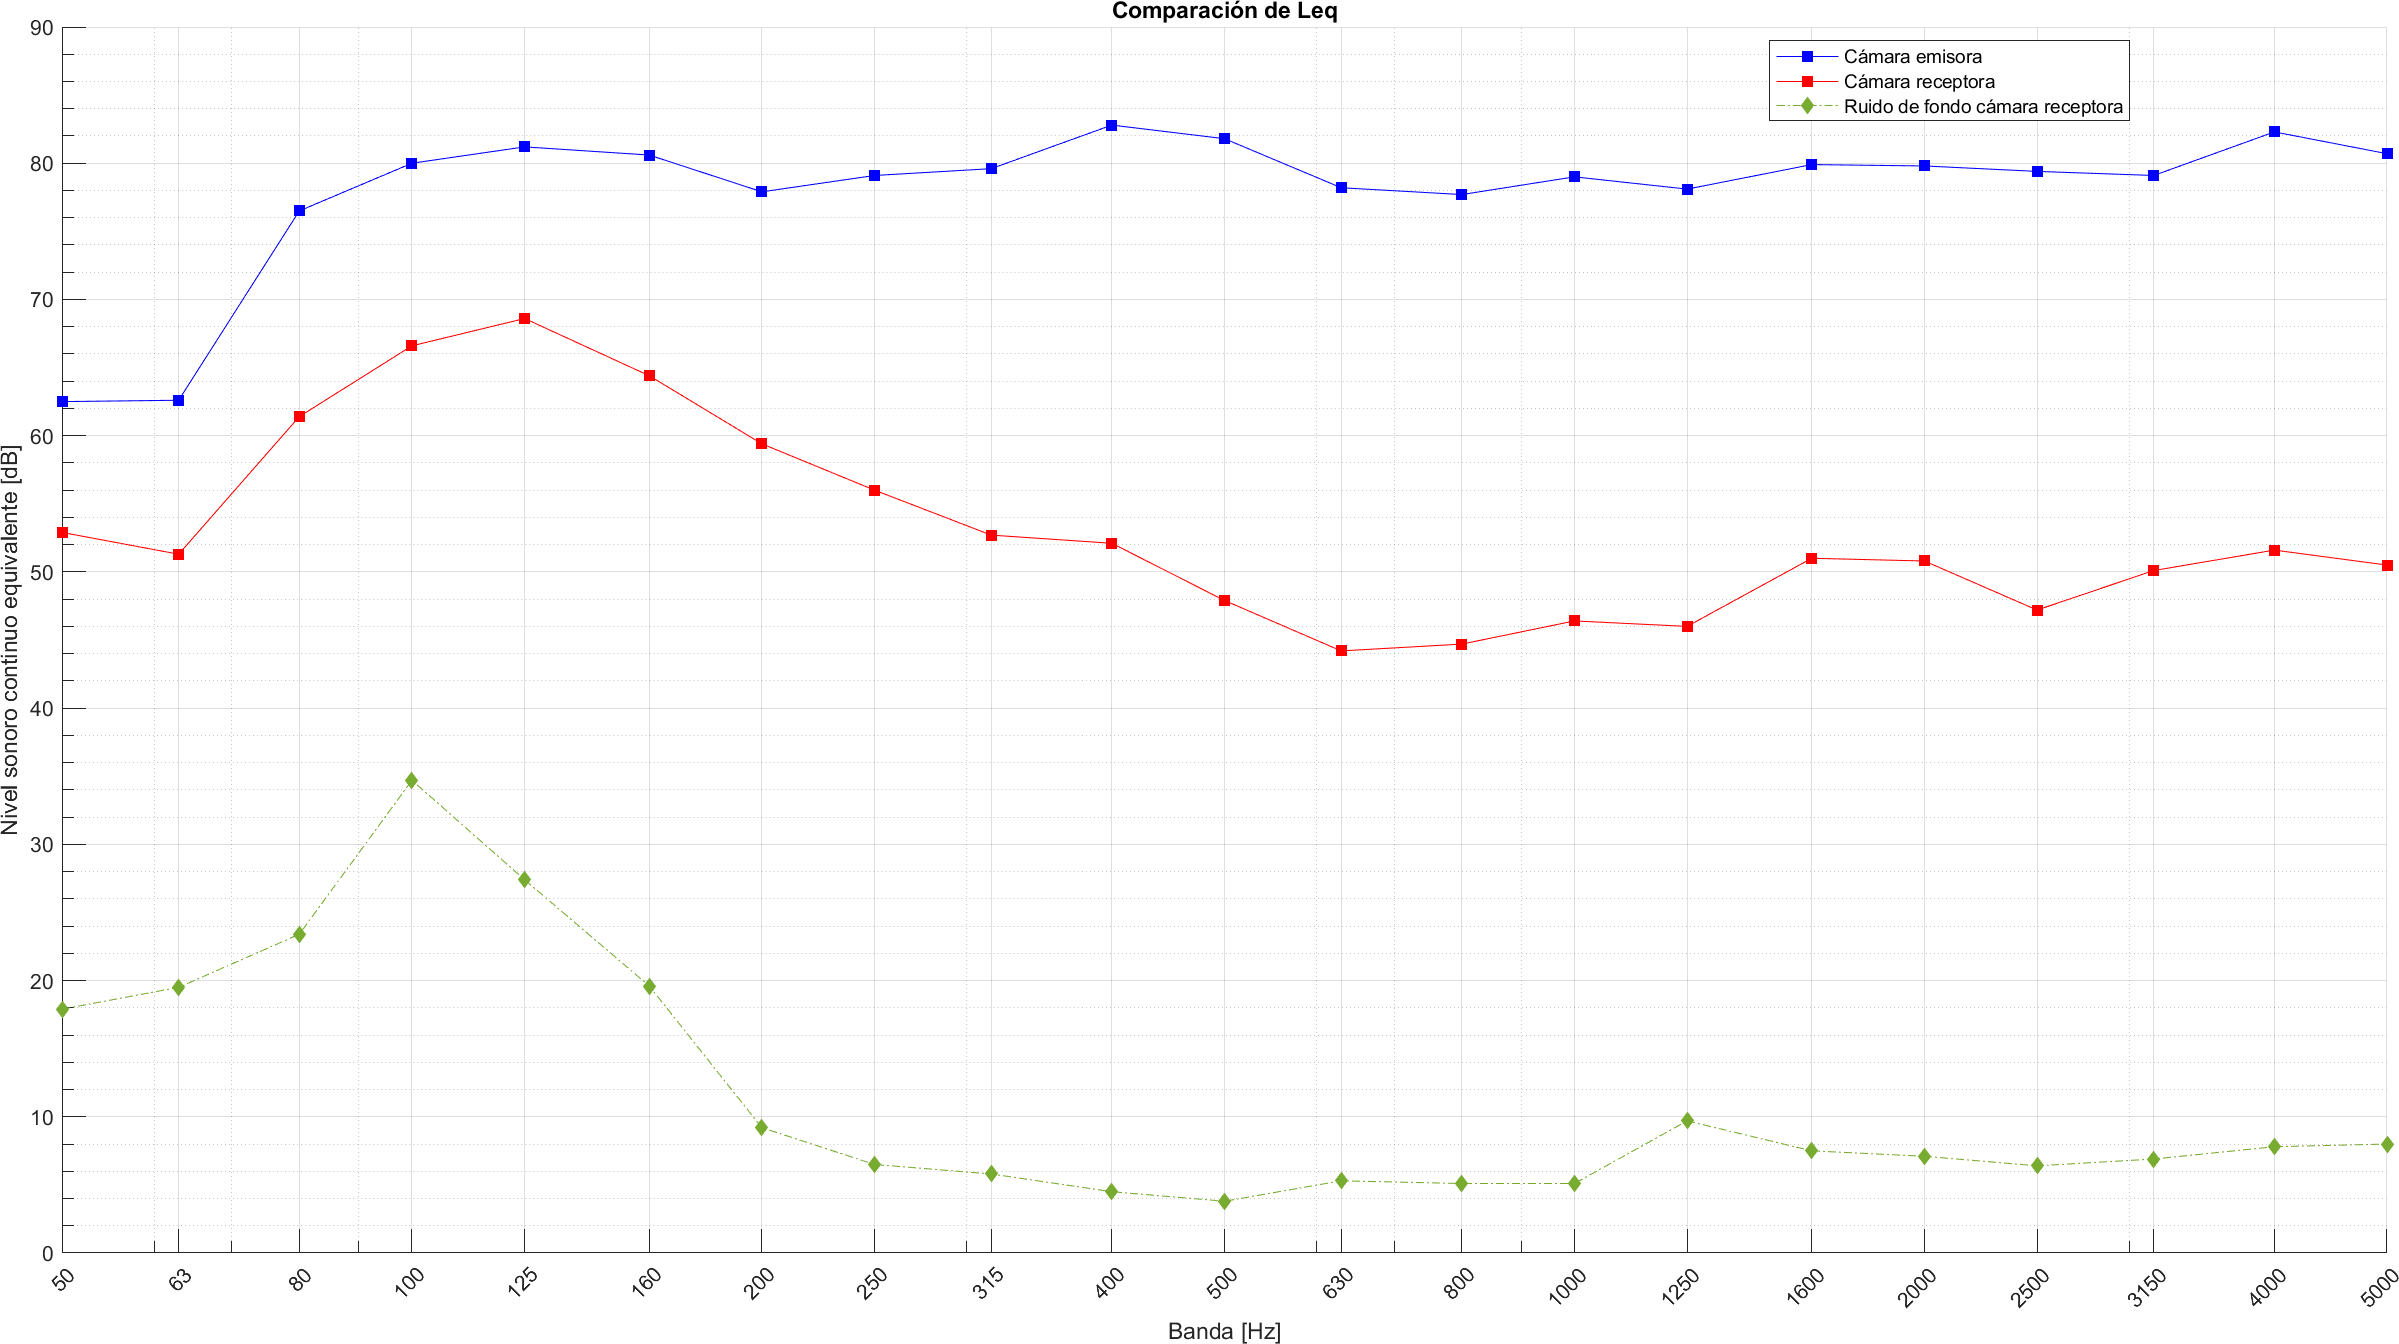 Comparación de Leq
Cámara emisora
Cámara receptora
Ruido de fondo cámara receptora
Nivel sonoro continuo equivalente [dB]
90
80
70
60
50
40
30
20
10
0
50 63 80 100 125 160 200 250 315 400 500 630 800 1000 1250 1600 2000 2500 3150 4000 5000
Banda [Hz]